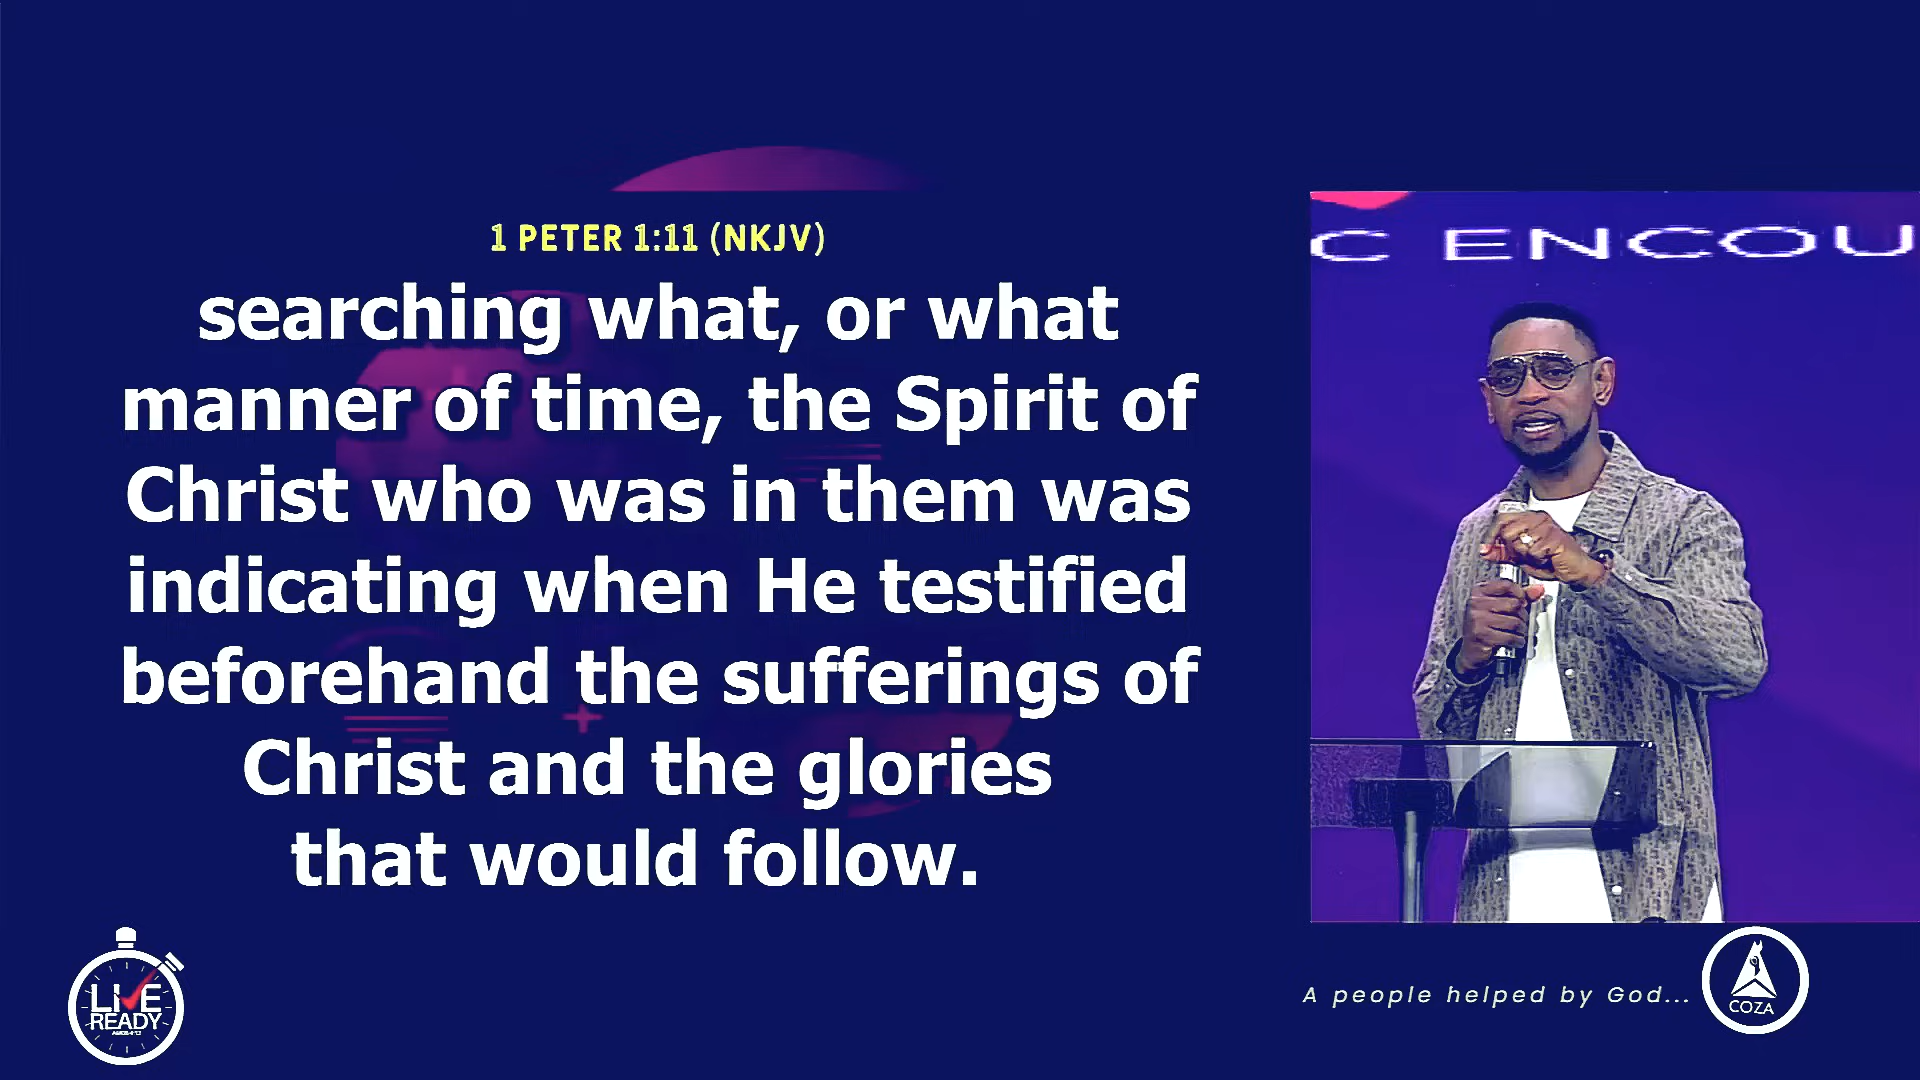 1 PETER 1:11 (NKJV)
searching what, or what
manner of time, the Spirit of
Christ who was in them was
indicating when He testified
beforehand the sufferings of
Christ and the glories
that would follow.
C ENCOU
LIVE
READY
A people helped by God...
COZA